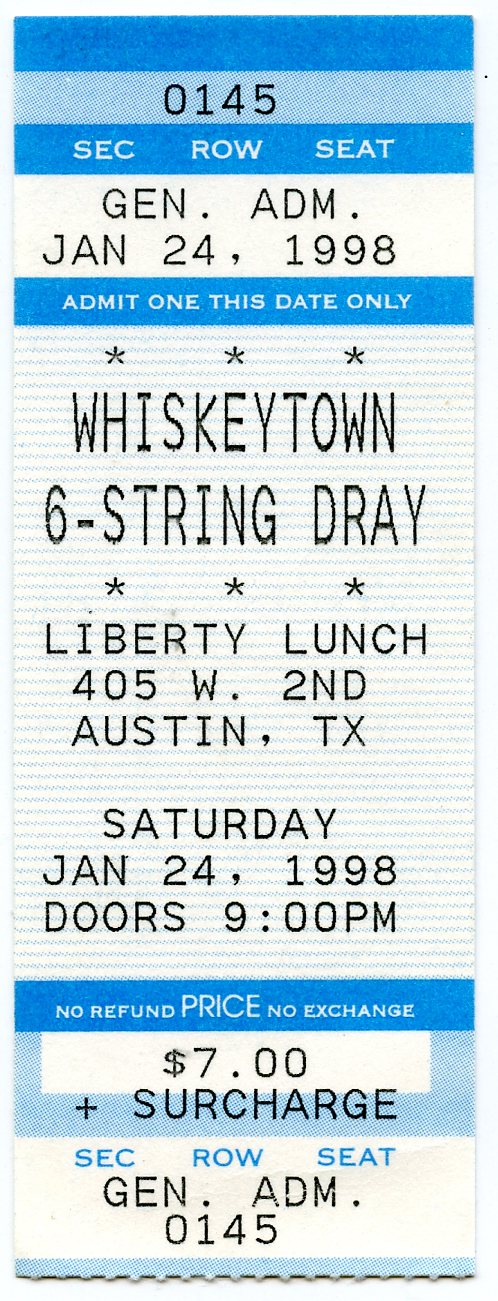 0145
SEC ROW SEAT
GEN. ADM.
JAN 24, 1998
ADMIT ONE THIS DATE ONLY
* * *
WHISKEYTOWN
6-STRING DRAY
* * *
LIBERTY LUNCH
405 W. 2ND
AUSTIN, TX
SATURDAY
JAN 24, 1998
DOORS 9:00PM
NO REFUND PRICE NO EXCHANGE
$7.00
+ SURCHARGE
SEC ROW SEAT
GEN. ADM.
0145